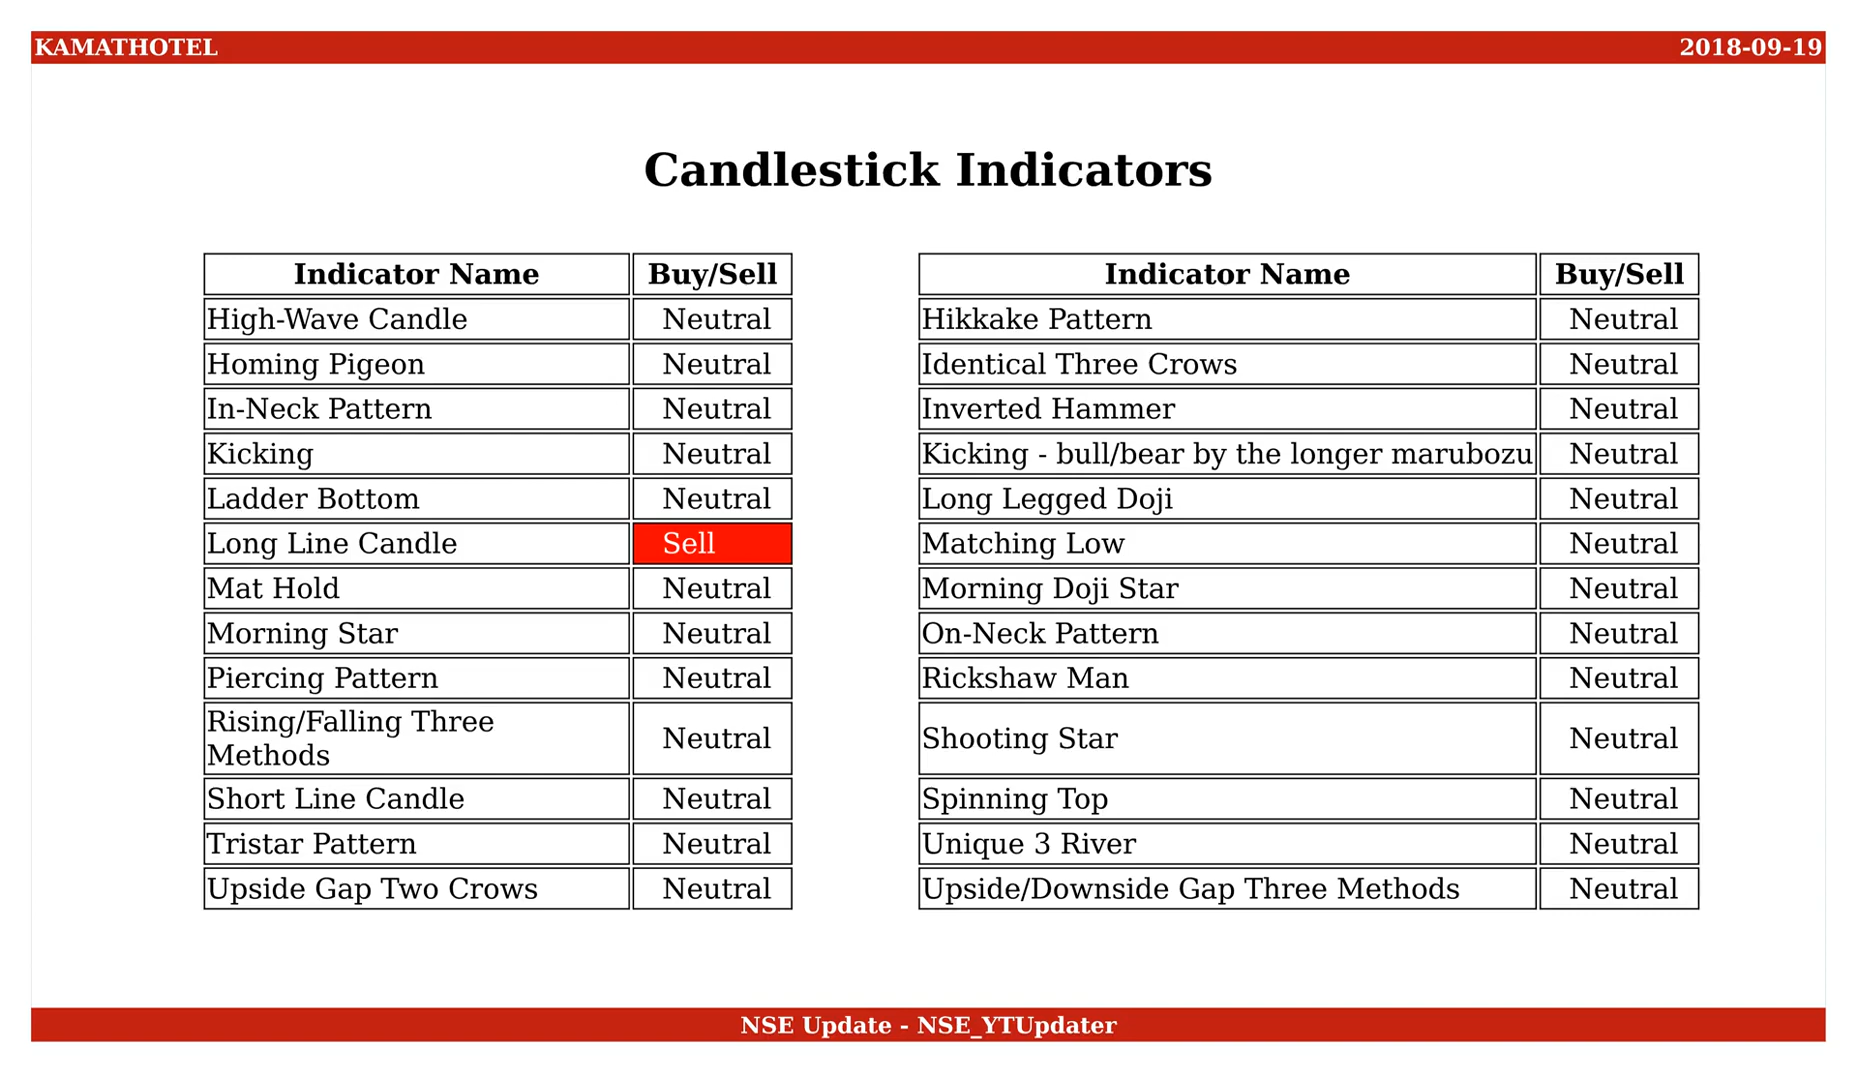 KAMATHOTEL 2018-09-19
Candlestick Indicators
Indicator Name Buy/Sell Indicator Name Buy/Sell
High-Wave Candle Neutral Hikkake Pattern Neutral
Homing Pigeon Neutral Identical Three Crows Neutral
In-Neck Pattern Neutral Inverted Hammer Neutral
Kicking Neutral Kicking - bull/bear by the longer marubozu Neutral
Ladder Bottom Neutral Long Legged Doji Neutral
Long Line Candle Sell Matching Low Neutral
Mat Hold Neutral Morning Doji Star Neutral
Morning Star Neutral On-Neck Pattern Neutral
Piercing Pattern Neutral Rickshaw Man Neutral
Rising/Falling Three
Methods Neutral Shooting Star Neutral
Short Line Candle Neutral Spinning Top Neutral
Tristar Pattern Neutral Unique 3 River Neutral
Upside Gap Two Crows Neutral Upside/Downside Gap Three Methods Neutral
NSE Update - NSE_YTUpdater